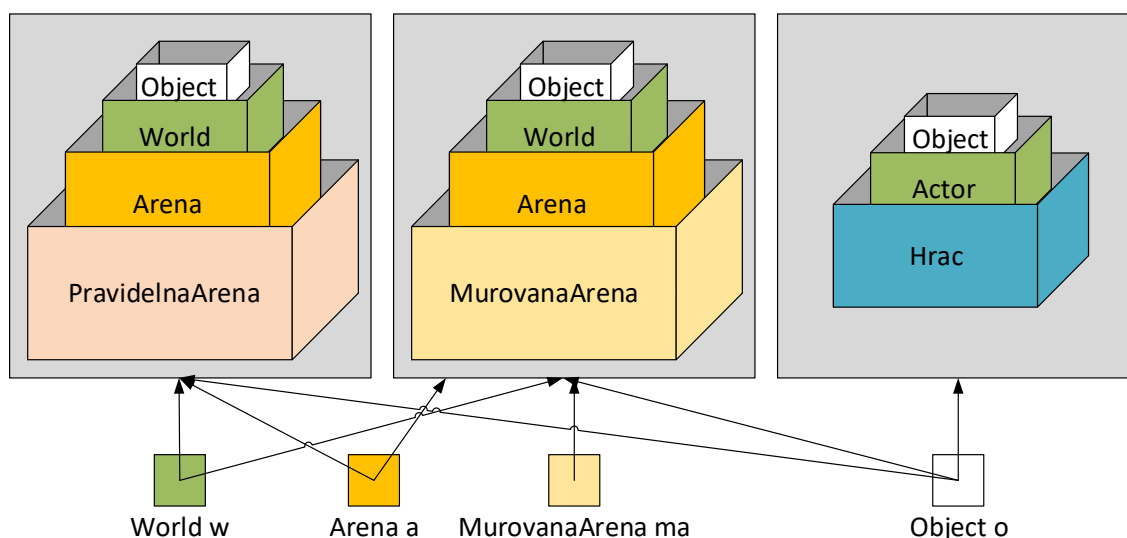 Object
World
Arena
PravidelnaArena
Object
World
Arena
MurovanaArena
Object
Actor
Hrac
World w
Arena a
MurovanaArena ma
Object o